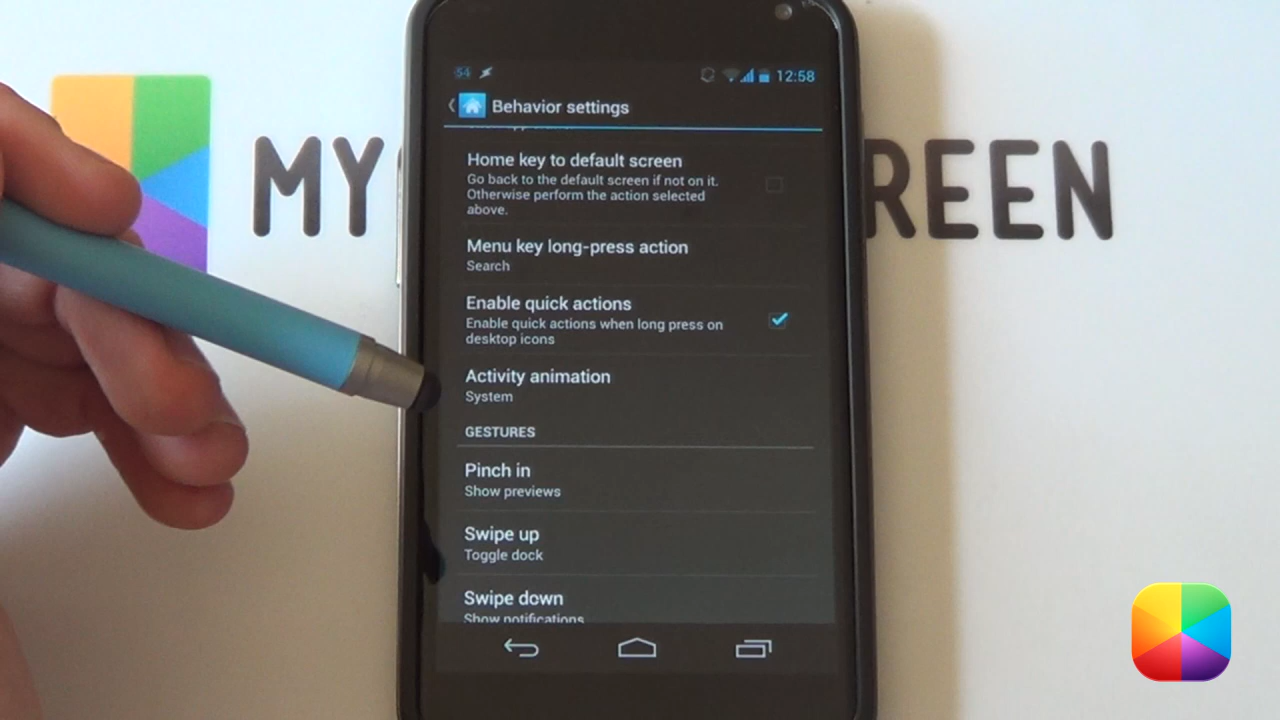 54
12:58
Behavior settings
MY
REEN
Home key to default screen
Go back to the default screen if not on it.
Otherwise perform the action selected
above.
Menu key long-press action
Search
Enable quick actions
Enable quick actions when long press on
desktop icons
Activity animation
System
GESTURES
Pinch in
Show previews
Swipe up
Toggle dock
Swipe down
Show notifications